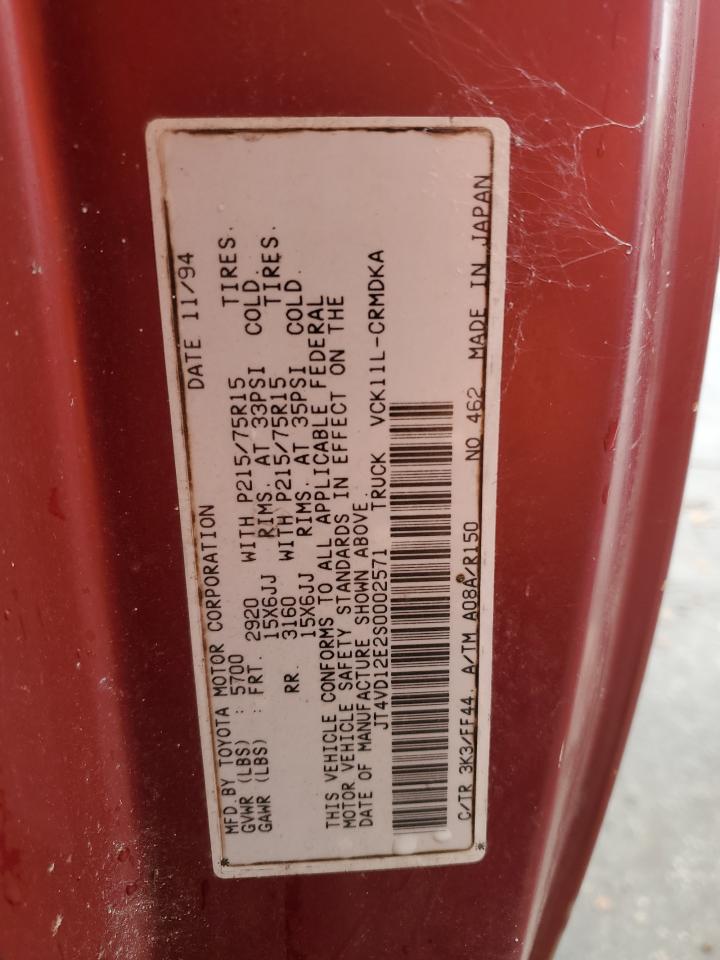 MFD.BY TOYOTA MOTOR CORPORATION DATE 11/94
GVWR (LBS) : 5700
GAWR (LBS) : FRT. 2920 WITH P215/75R15 TIRES.
15X6JJ RIMS. AT 33PSI COLD.
RR. 3160 WITH P215/75R15 TIRES.
15X6JJ RIMS. AT 35PSI COLD.
THIS VEHICLE CONFORMS TO ALL APPLICABLE FEDERAL
MOTOR VEHICLE SAFETY STANDARDS IN EFFECT ON THE
DATE OF MANUFACTURE SHOWN ABOVE.
JT4VD12E2S0002571 TRUCK VCK11L-CRMDKA
* C/TR 3K3/FF44. A/TM A08A/R150 NO 462 MADE IN JAPAN *